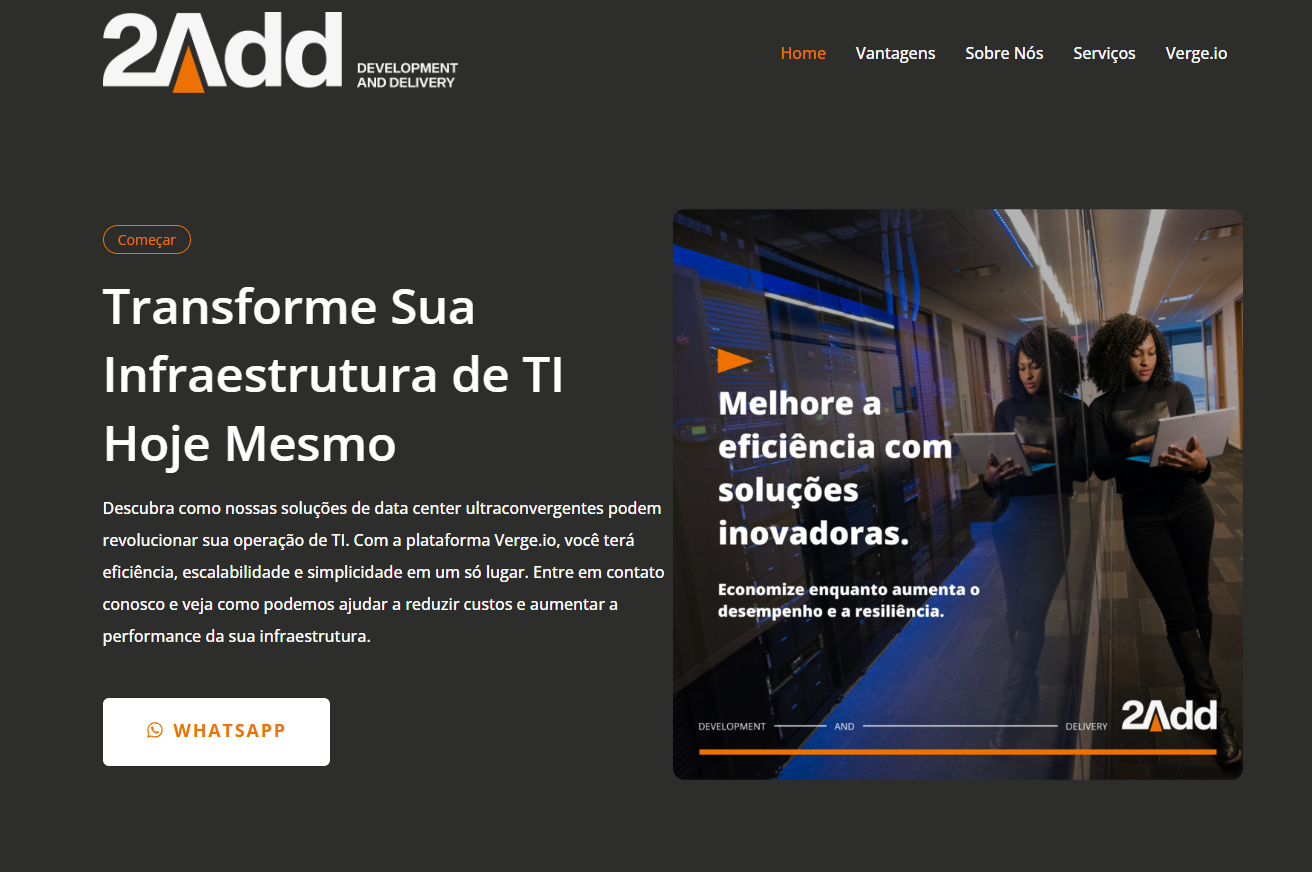 2Add
DEVELOPMENT
AND DELIVERY
Home
Vantagens
Sobre Nós
Serviços
Verge.io
Começar
Transforme Sua
Infraestrutura de TI
Hoje Mesmo
Descubra como nossas soluções de data center ultraconvergentes podem
revolucionar sua operação de TI. Com a plataforma Verge.io, você terá
eficiência, escalabilidade e simplicidade em um só lugar. Entre em contato
conosco e veja como podemos ajudar a reduzir custos e aumentar a
performance da sua infraestrutura.
WHATSAPP
Melhore a
eficiência com
soluções
inovadoras.
Economize enquanto aumenta o
desempenho e a resiliência.
DEVELOPMENT AND DELIVERY 2Add